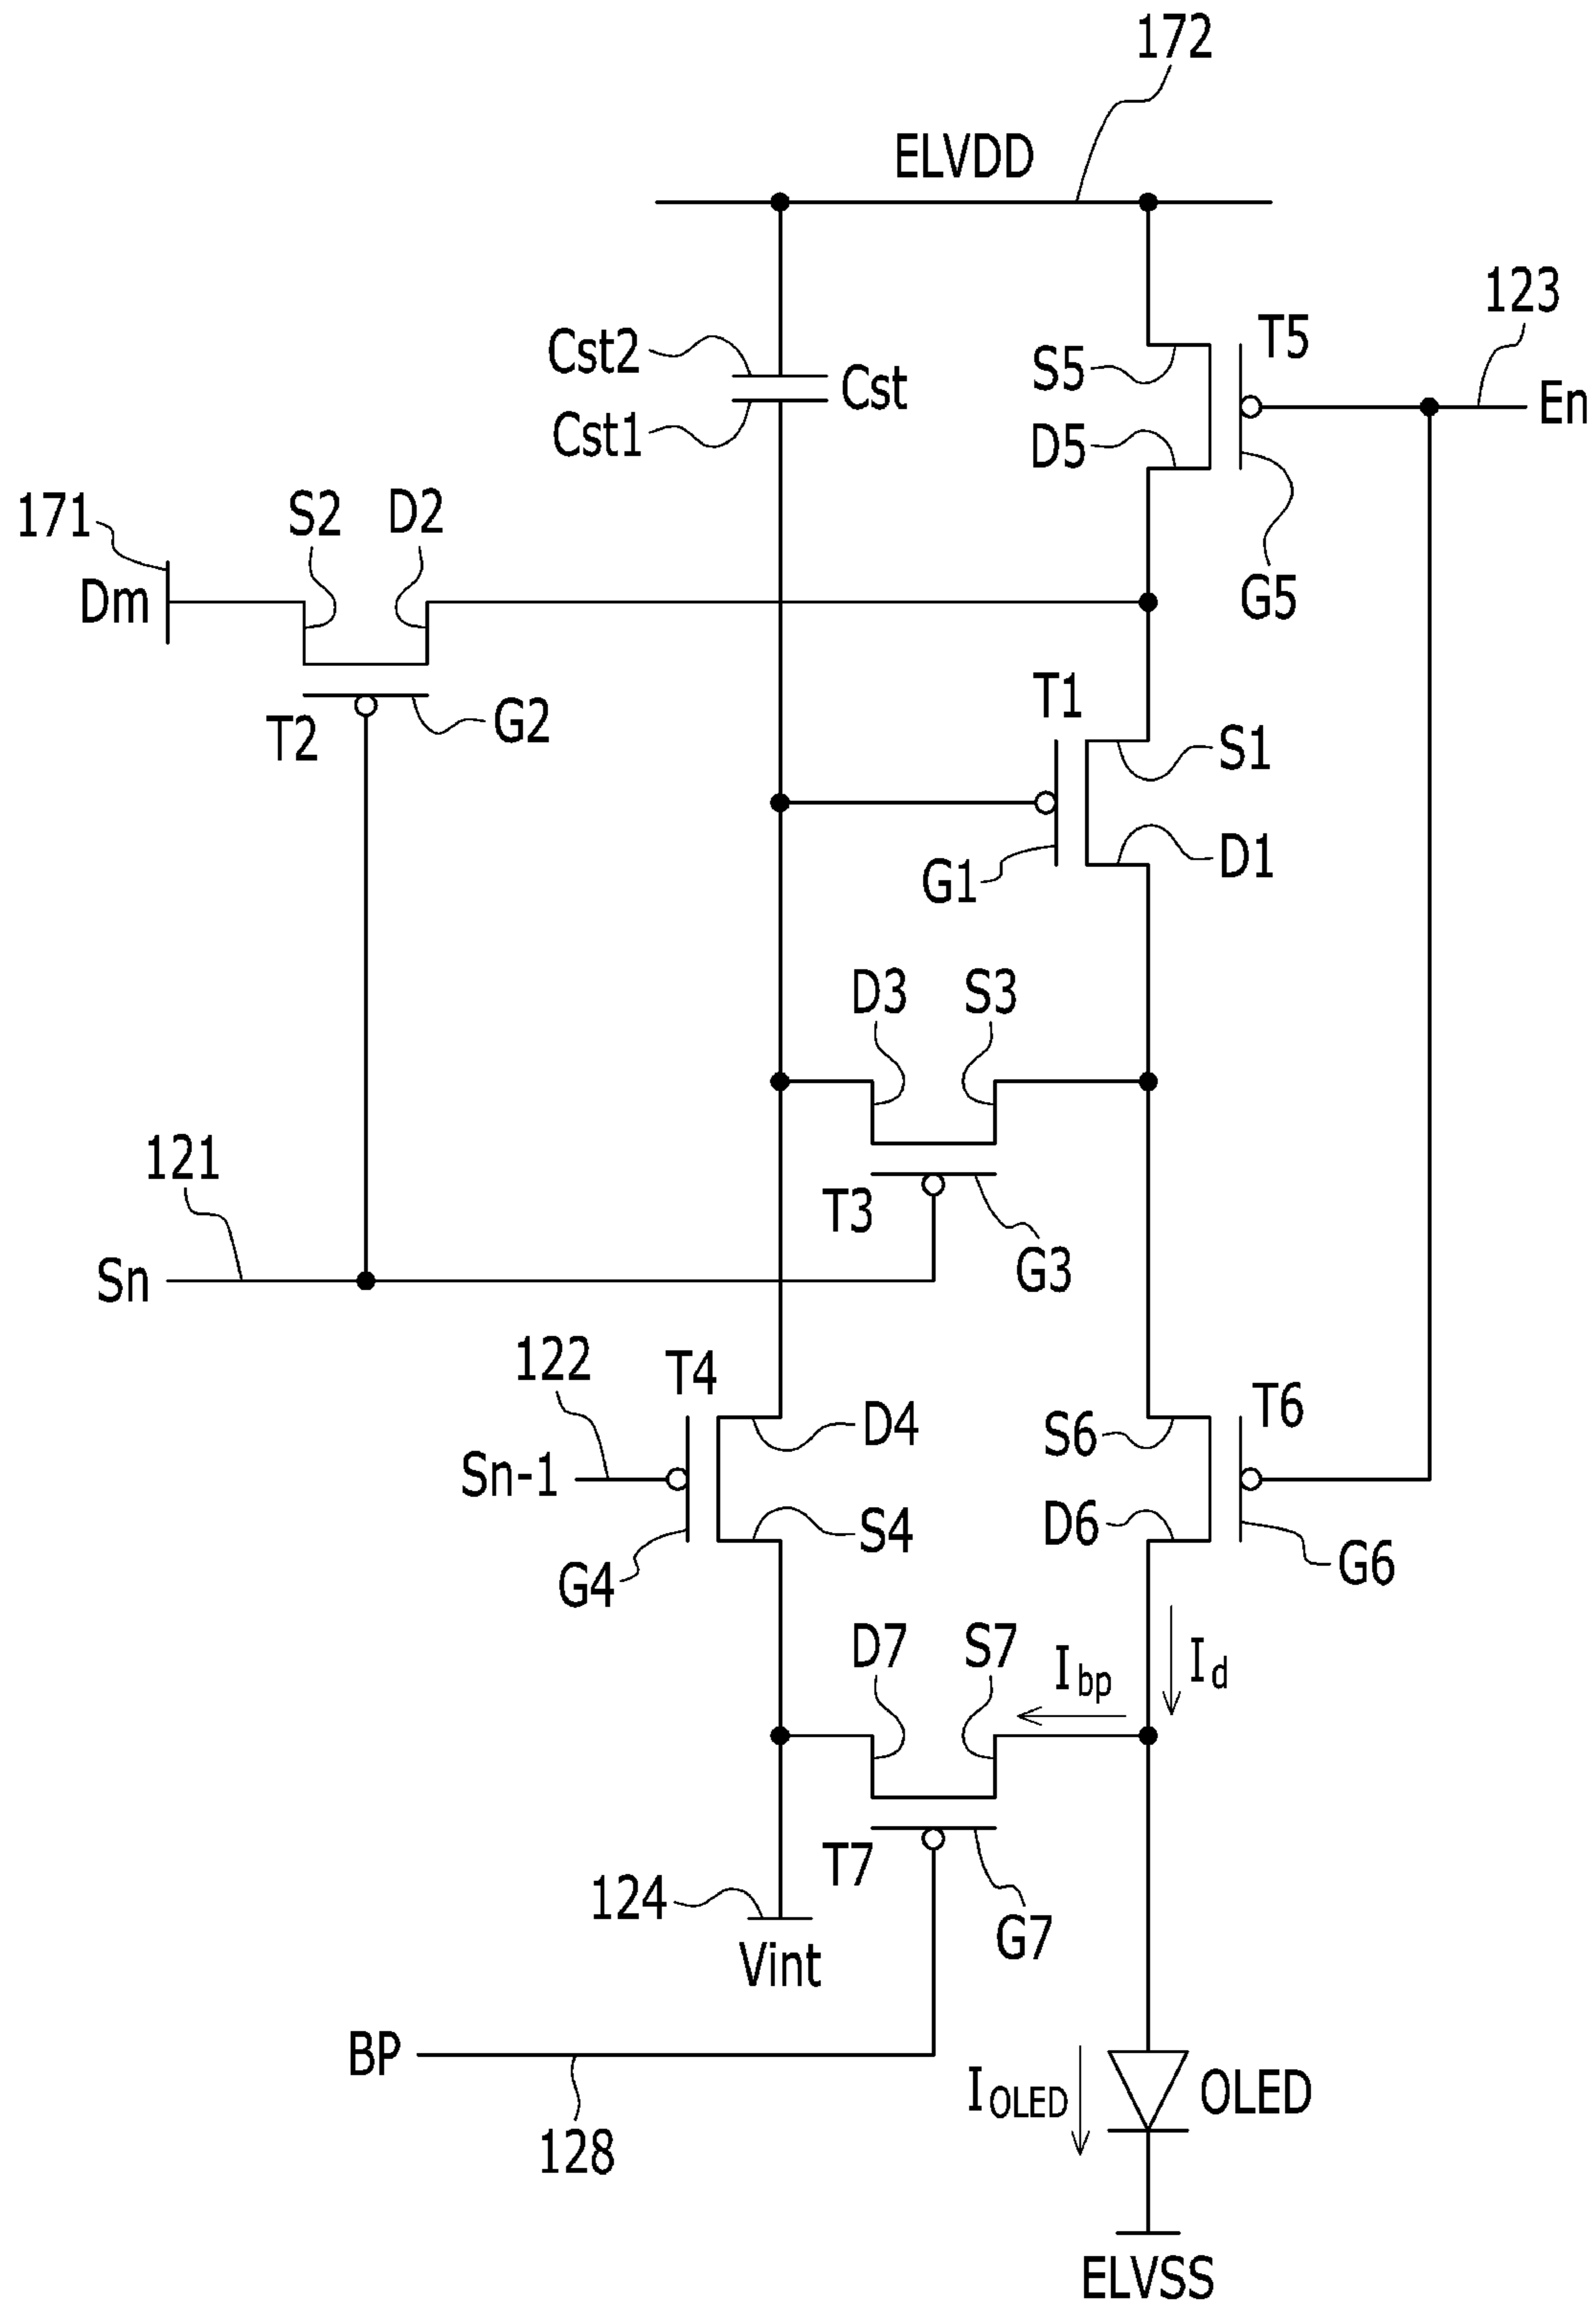 172
ELVDD
123
Cst2
Cst
Cst1
S5
T5
D5
En
171
S2
D2
Dm
G5
T2
G2
T1
S1
G1
D1
D3
S3
121
T3
G3
Sn
122
T4
D4
S6
T6
Sn-1
S4
D6
G4
G6
D7
S7
Ibp
Id
124
T7
G7
Vint
BP
IOLED
OLED
128
ELVSS